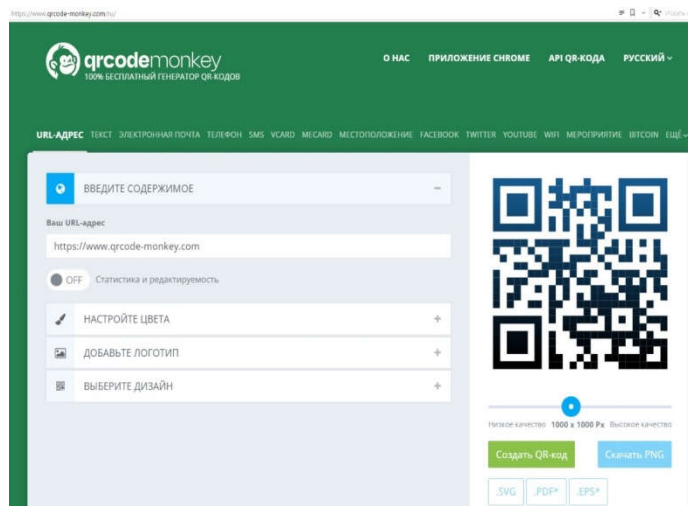 https://www.qrcode-monkey.com/ru/
qrcodemonkey
100% БЕСПЛАТНЫЙ ГЕНЕРАТОР QR-КОДОВ
О НАС ПРИЛОЖЕНИЕ CHROME API QR-КОДА РУССКИЙ
URL-АДРЕС ТЕКСТ ЭЛЕКТРОННАЯ ПОЧТА ТЕЛЕФОН SMS VCARD MECARD МЕСТОПОЛОЖЕНИЕ FACEBOOK TWITTER YOUTUBE WIFI МЕРОПРИЯТИЕ BITCOIN ЕЩЁ
ВВЕДИТЕ СОДЕРЖИМОЕ
Ваш URL-адрес
https://www.qrcode-monkey.com
OFF Статистика и редактируемость
НАСТРОЙТЕ ЦВЕТА
ДОБАВЬТЕ ЛОГОТИП
ВЫБЕРИТЕ ДИЗАЙН
Низкое качество 1000 x 1000 Px Высокое качество
Создать QR-код Скачать PNG
.SVG .PDF* .EPS*